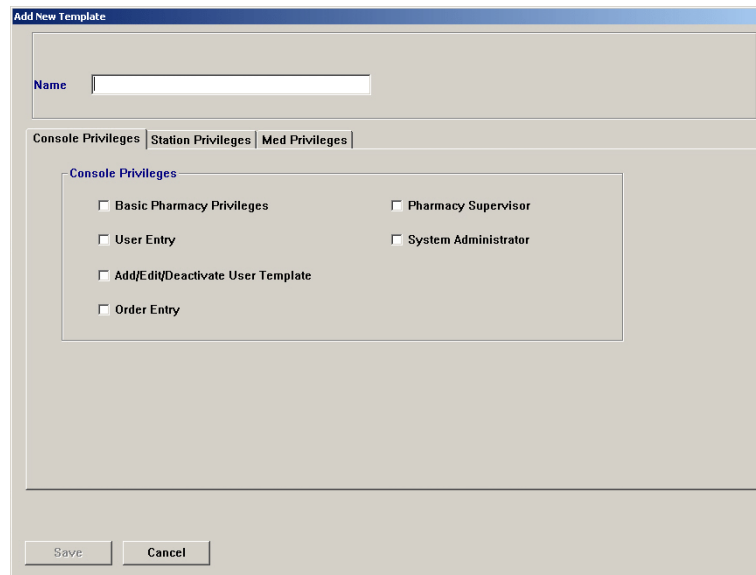 Add New Template
Name
Console Privileges Station Privileges Med Privileges
Console Privileges
Basic Pharmacy Privileges Pharmacy Supervisor
User Entry System Administrator
Add/Edit/Deactivate User Template
Order Entry
Save Cancel